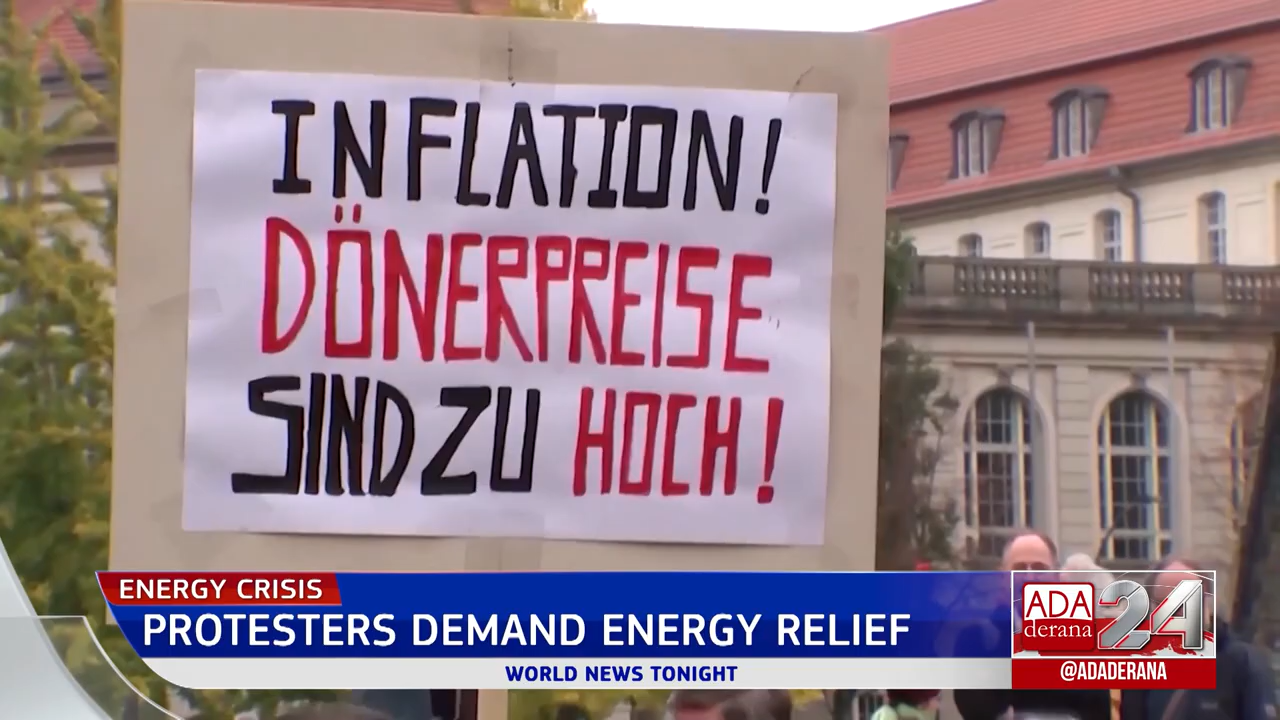 INFLATION!
DÖNERPREISE
SIND ZU HOCH!
ENERGY CRISIS
PROTESTERS DEMAND ENERGY RELIEF
WORLD NEWS TONIGHT
ADA
derana
24
@ADADERANA